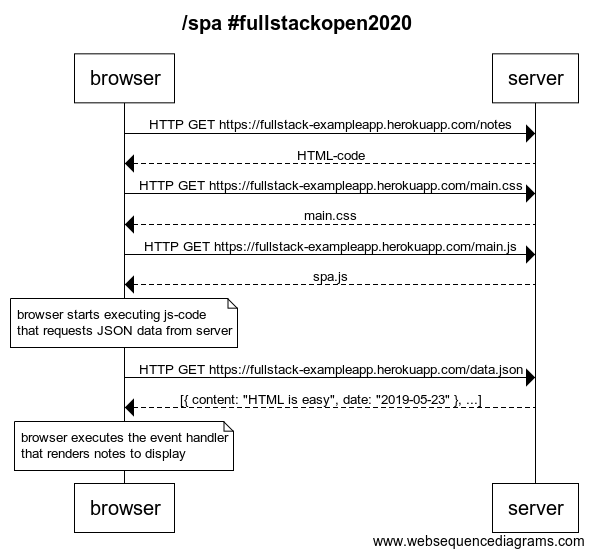 /spa #fullstackopen2020
browser
server
HTTP GET https://fullstack-exampleapp.herokuapp.com/notes
HTML-code
HTTP GET https://fullstack-exampleapp.herokuapp.com/main.css
main.css
HTTP GET https://fullstack-exampleapp.herokuapp.com/main.js
spa.js
browser starts executing js-code
that requests JSON data from server
HTTP GET https://fullstack-exampleapp.herokuapp.com/data.json
[{ content: "HTML is easy", date: "2019-05-23" }, ...]
browser executes the event handler
that renders notes to display
browser
server
www.websequencediagrams.com